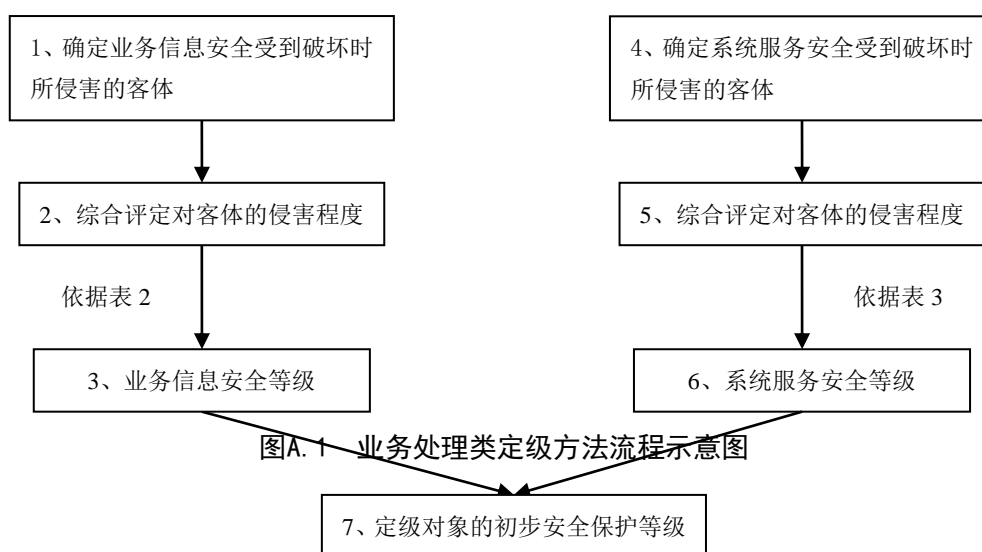 1、确定业务信息安全受到破坏时
所侵害的客体
4、确定系统服务安全受到破坏时
所侵害的客体
2、综合评定对客体的侵害程度
5、综合评定对客体的侵害程度
依据表 2
依据表 3
3、业务信息安全等级
6、系统服务安全等级
图A.1 业务处理类定级方法流程示意图
7、定级对象的初步安全保护等级